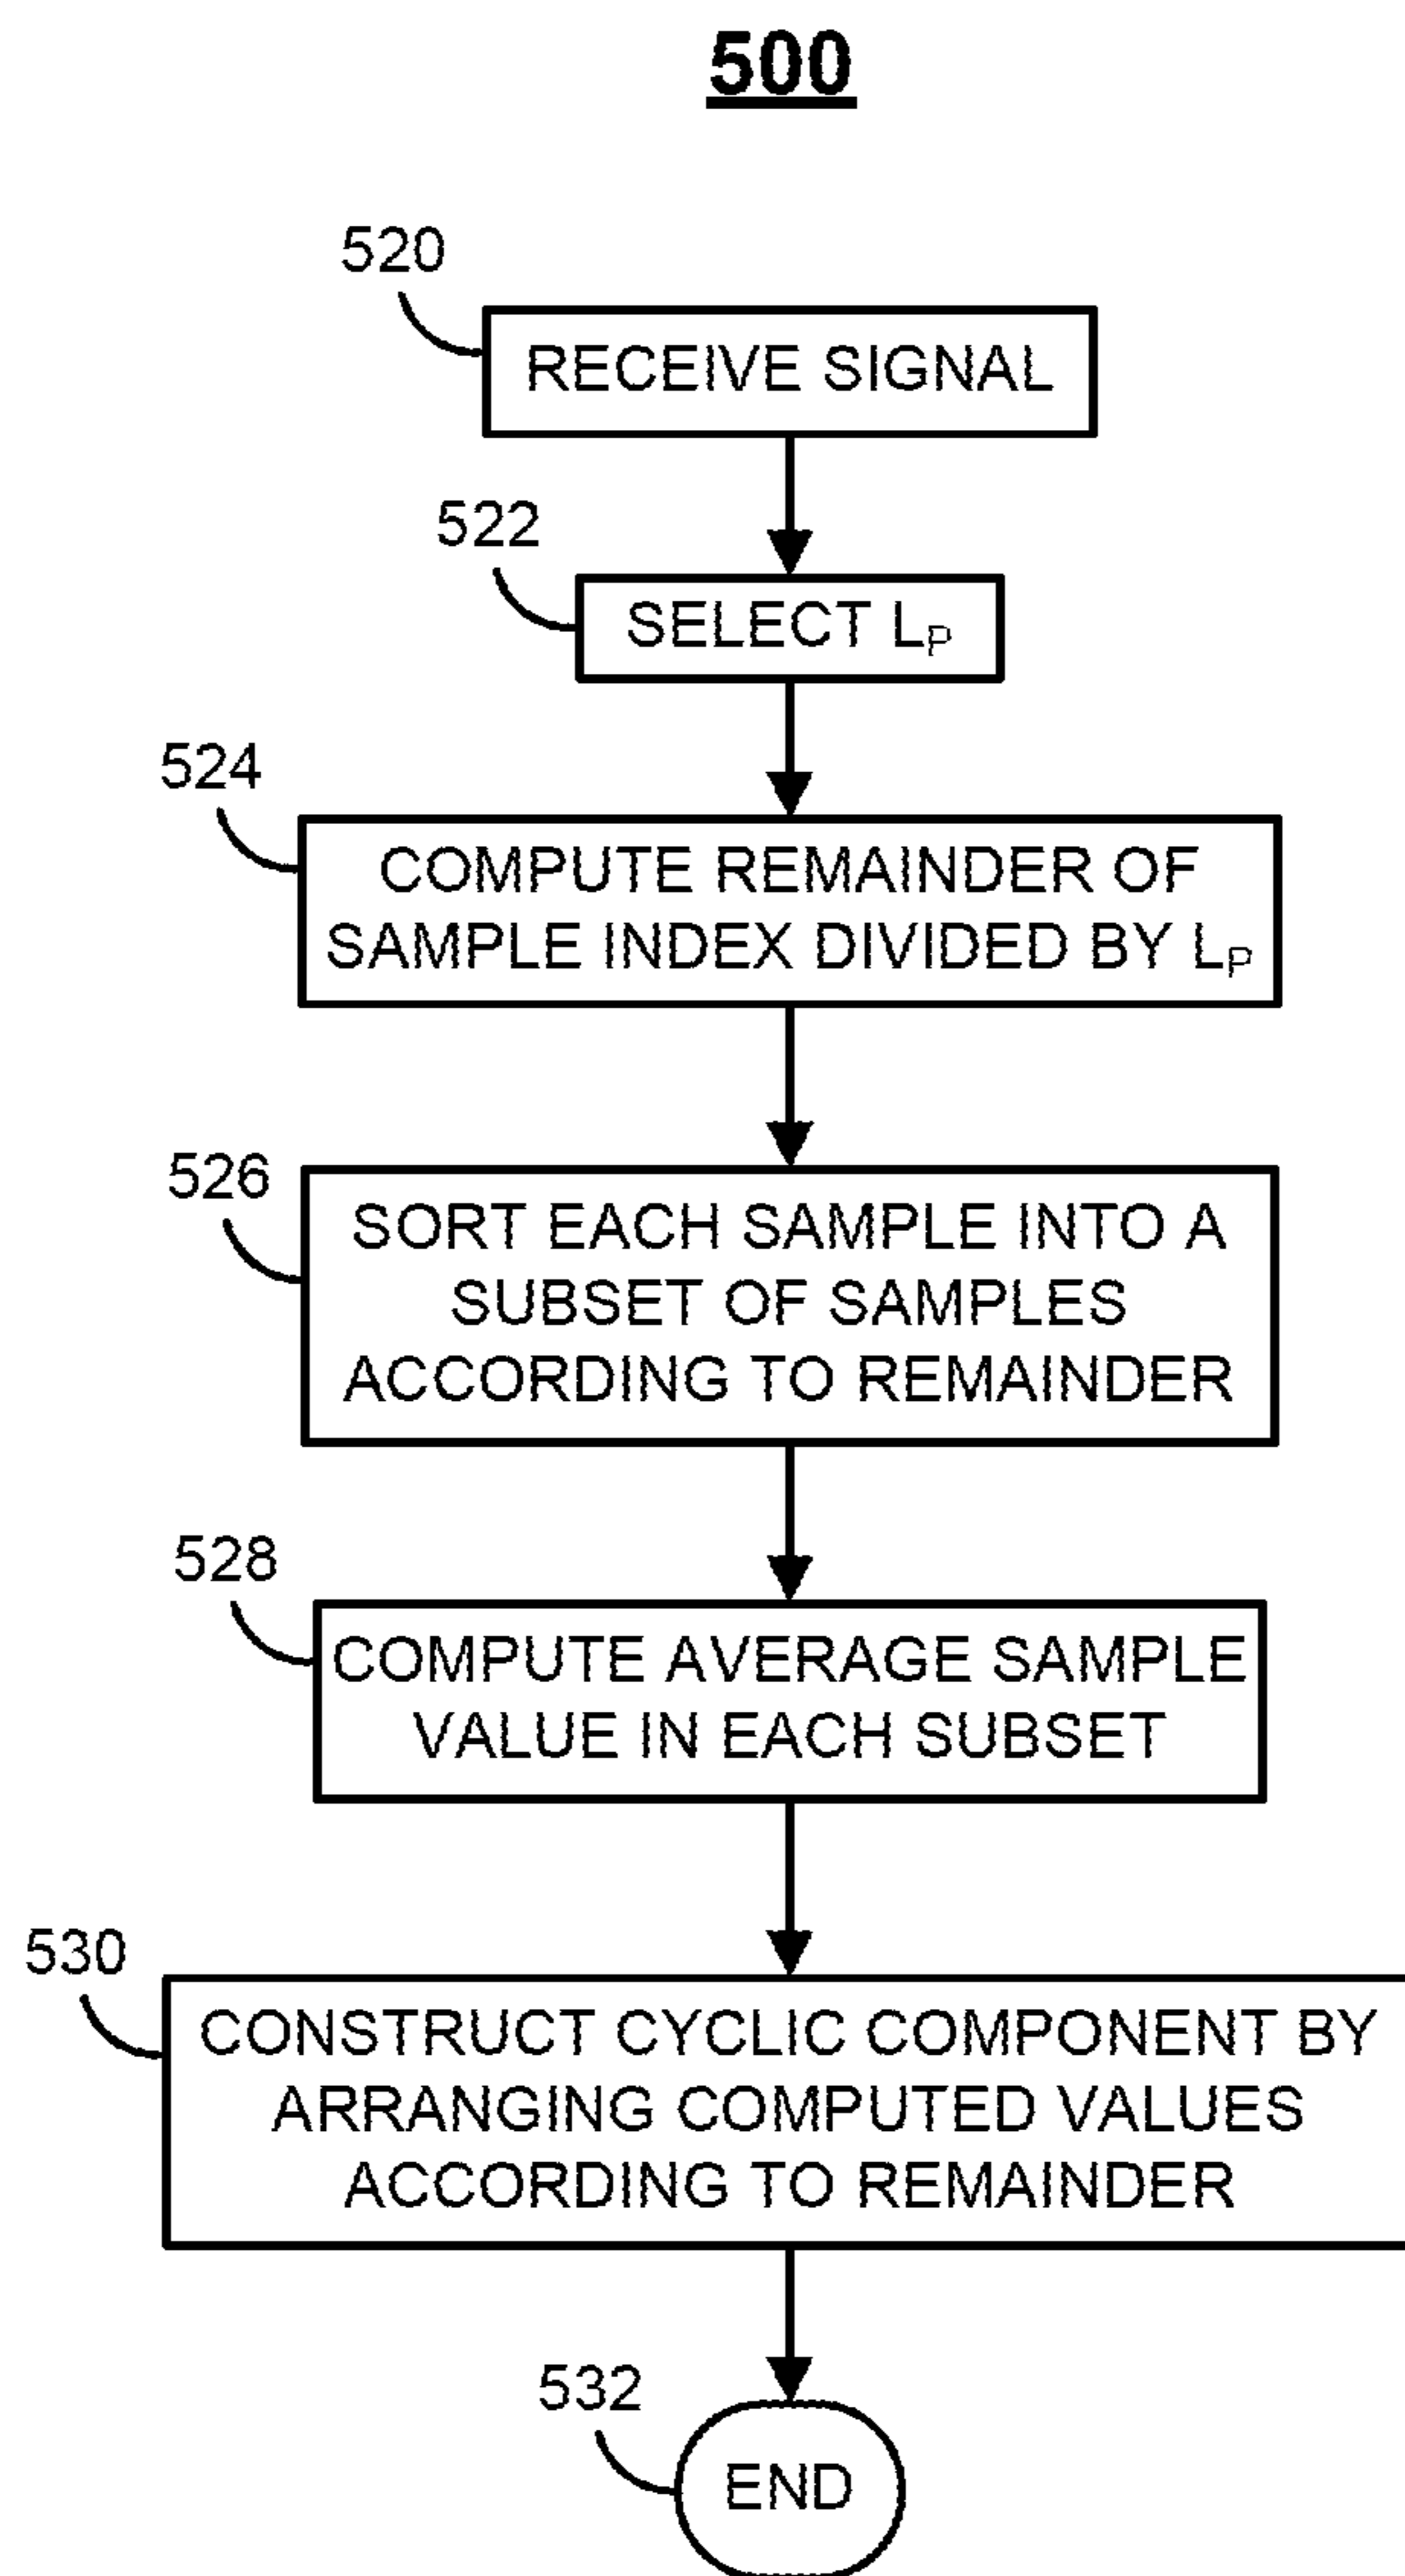 500
520
RECEIVE SIGNAL
522
SELECT LP
524
COMPUTE REMAINDER OF
SAMPLE INDEX DIVIDED BY LP
526
SORT EACH SAMPLE INTO A
SUBSET OF SAMPLES
ACCORDING TO REMAINDER
528
COMPUTE AVERAGE SAMPLE
VALUE IN EACH SUBSET
530
CONSTRUCT CYCLIC COMPONENT BY
ARRANGING COMPUTED VALUES
ACCORDING TO REMAINDER
532
END